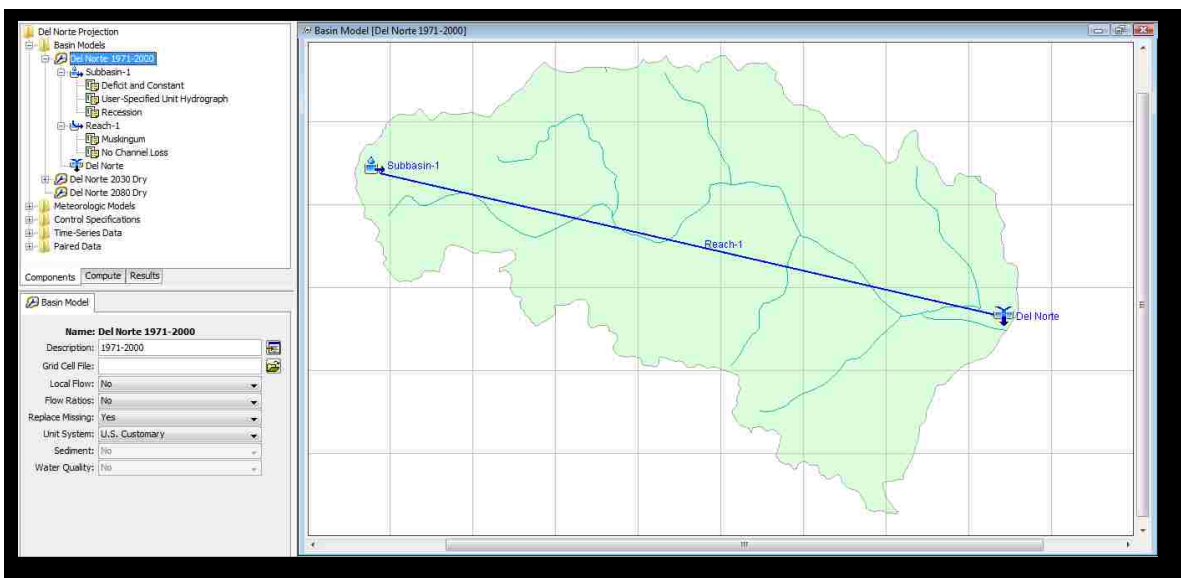 Del Norte Projection
Basin Models
Del Norte 1971-2000
Subbasin-1
Deficit and Constant
User-Specified Unit Hydrograph
Recession
Reach-1
Muskingum
No Channel Loss
Del Norte
Del Norte 2030 Dry
Del Norte 2080 Dry
Meteorologic Models
Control Specifications
Time-Series Data
Paired Data
Components Compute Results
Basin Model
Name: Del Norte 1971-2000
Description: 1971-2000
Grid Cell File:
Local Flow: No
Flow Ratios: No
Replace Missing: Yes
Unit System: U.S. Customary
Sediment: No
Water Quality: No
Basin Model [Del Norte 1971-2000]
Subbasin-1
Reach-1
Del Norte